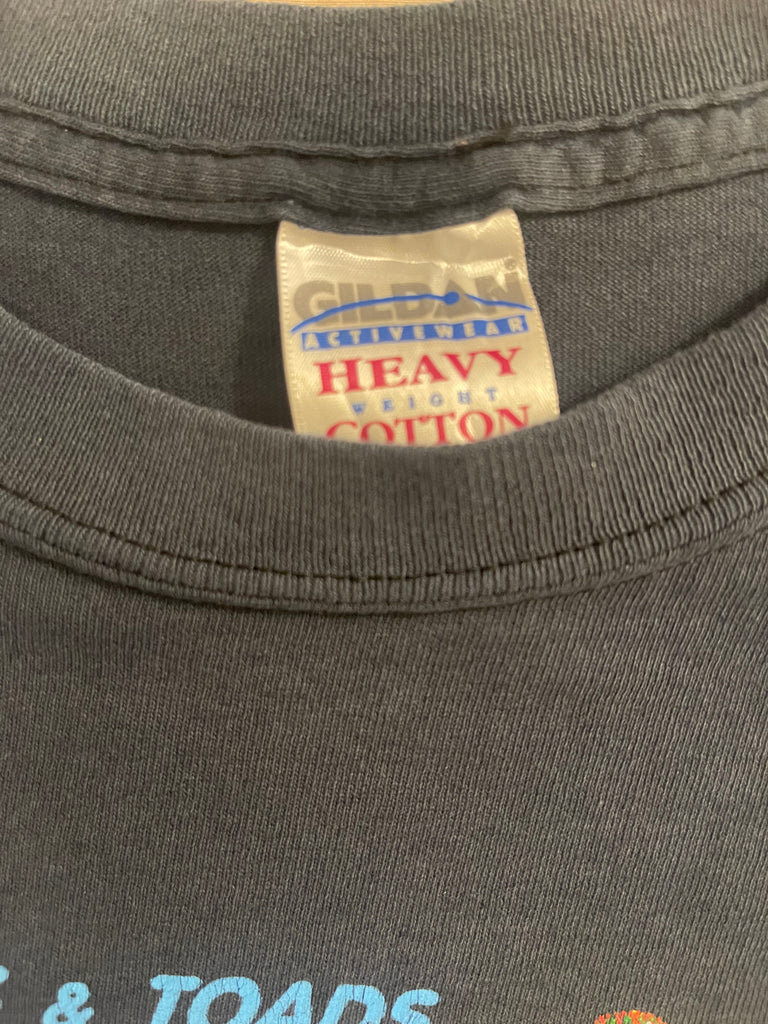 GILDAN
ACTIVEWEAR
HEAVY
WEIGHT
COTTON
& TOADS